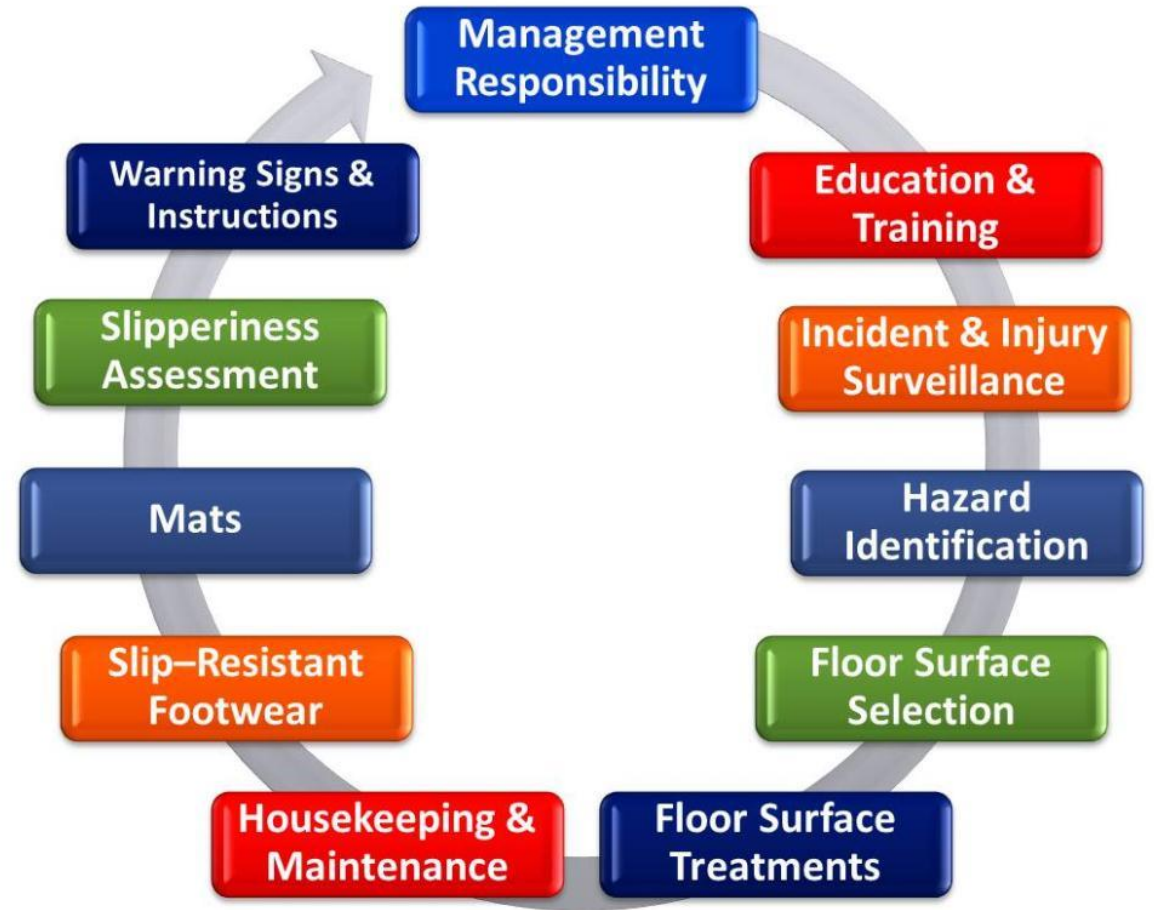 Management
Responsibility
Education &
Training
Incident & Injury
Surveillance
Hazard
Identification
Floor Surface
Selection
Floor Surface
Treatments
Housekeeping &
Maintenance
Slip–Resistant
Footwear
Mats
Slipperiness
Assessment
Warning Signs &
Instructions